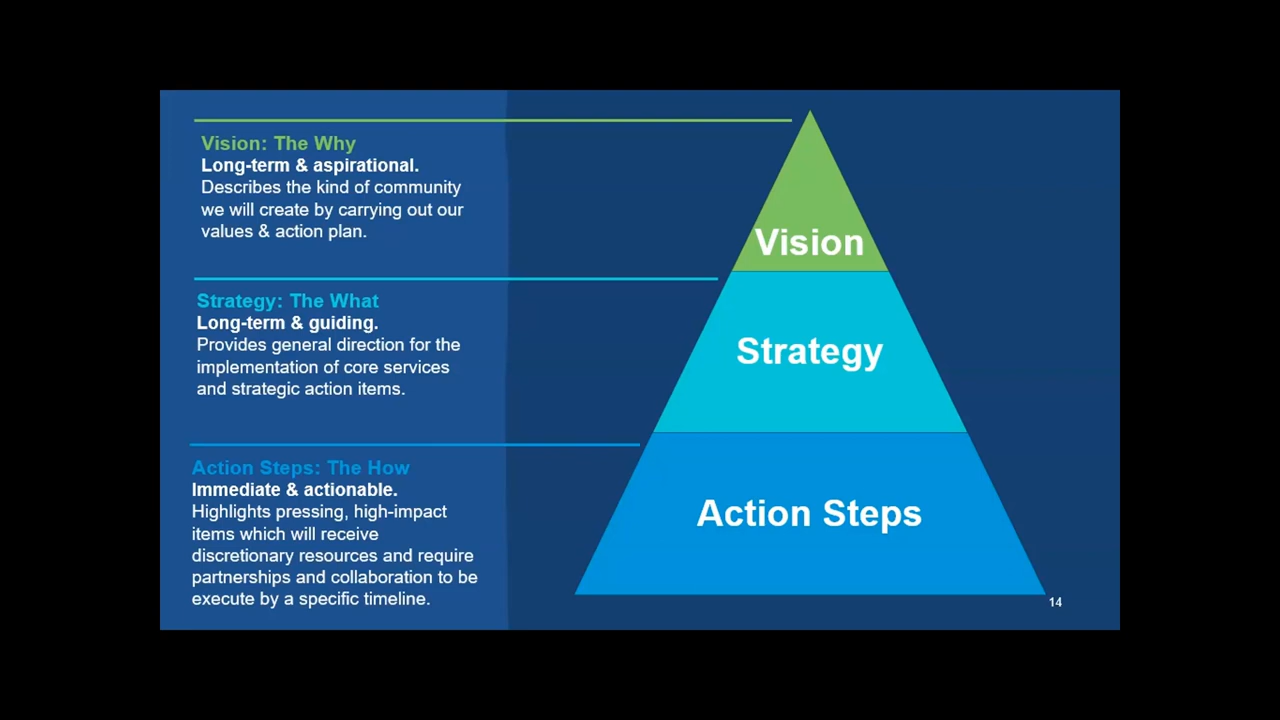 Vision: The Why
Long-term & aspirational.
Describes the kind of community
we will create by carrying out our
values & action plan.
Strategy: The What
Long-term & guiding.
Provides general direction for the
implementation of core services
and strategic action items.
Action Steps: The How
Immediate & actionable.
Highlights pressing, high-impact
items which will receive
discretionary resources and require
partnerships and collaboration to be
execute by a specific timeline.
Vision
Strategy
Action Steps
14